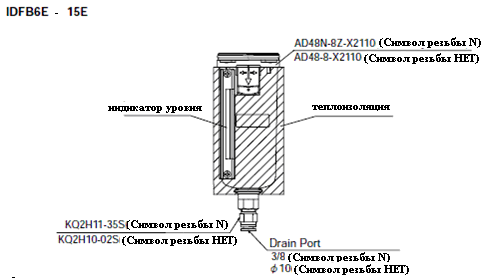 IDFB6E - 15E
AD48N-8Z-X2110 (Символ резьбы N)
AD48-8-X2110 (Символ резьбы НЕТ)
индикатор уровня
теплоизоляция
KQ2H11-35S (Символ резьбы N)
KQ2H10-02S (Символ резьбы НЕТ)
Drain Port
3/8 (Символ резьбы N)
φ10 (Символ резьбы НЕТ)